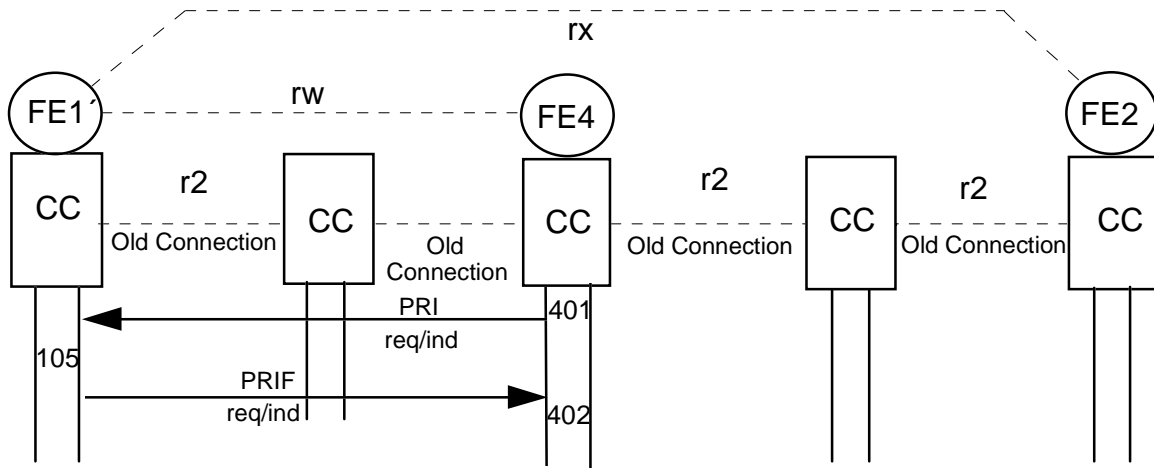 rx
rw
FE1´
FE4
FE2
r2
r2
r2
CC
CC
CC
CC
CC
Old Connection
Old
Connection
Old Connection
Old Connection
PRI
401
req/ind
105
PRIF
req/ind
402